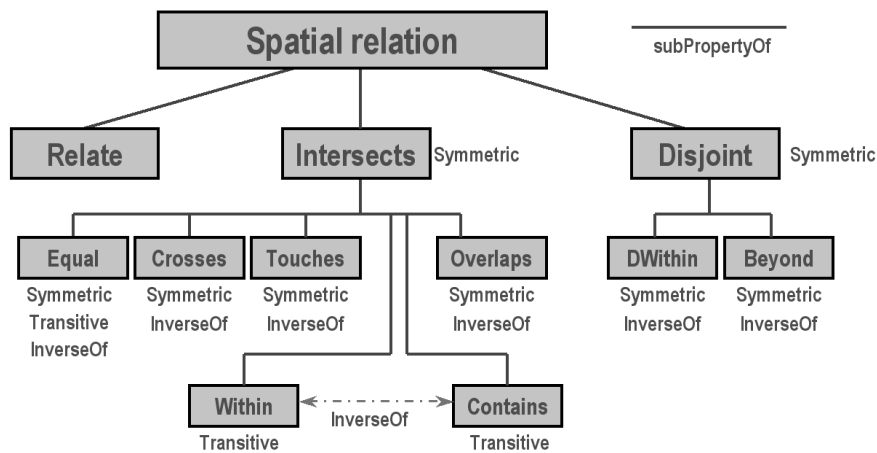 Spatial relation
subPropertyOf
Relate
Intersects
Symmetric
Disjoint
Symmetric
Equal
Symmetric
Transitive
InverseOf
Crosses
Symmetric
InverseOf
Touches
Symmetric
InverseOf
Overlaps
Symmetric
InverseOf
DWithin
Symmetric
InverseOf
Beyond
Symmetric
InverseOf
Within
Transitive
InverseOf
Contains
Transitive